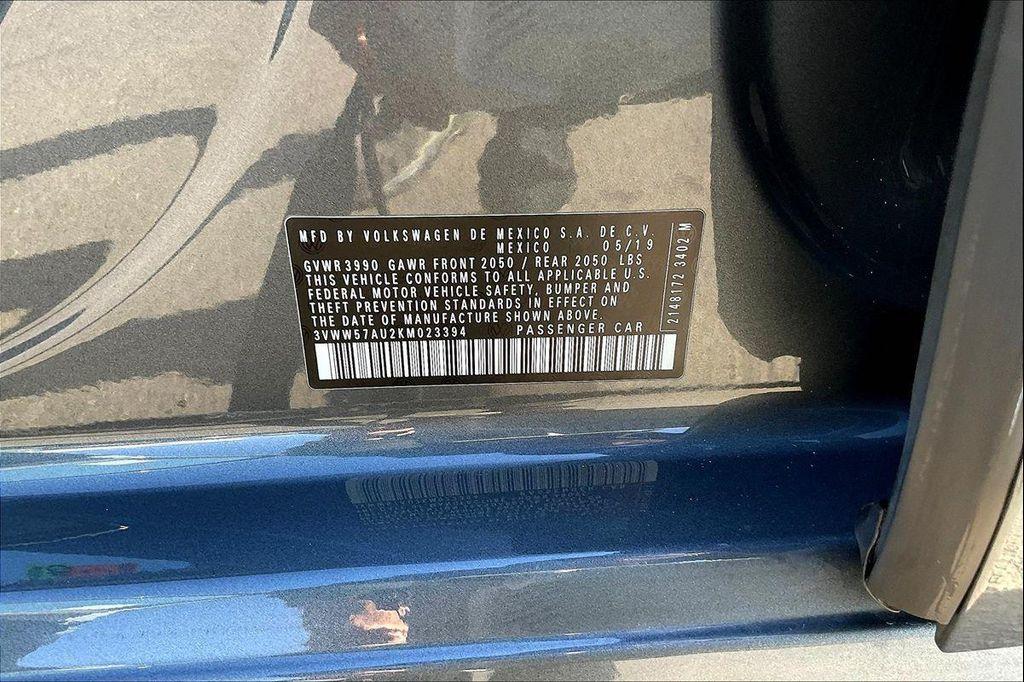 MFD BY VOLKSWAGEN DE MEXICO S.A. DE C.V.
MEXICO 05/19
GVWR 3990 GAWR FRONT 2050 / REAR 2050 LBS
THIS VEHICLE CONFORMS TO ALL APPLICABLE U.S.
FEDERAL MOTOR VEHICLE SAFETY, BUMPER AND
THEFT PREVENTION STANDARDS IN EFFECT ON
THE DATE OF MANUFACTURE SHOWN ABOVE.
3VWW57AU2KM023394 PASSENGER CAR
2148172 3402 M